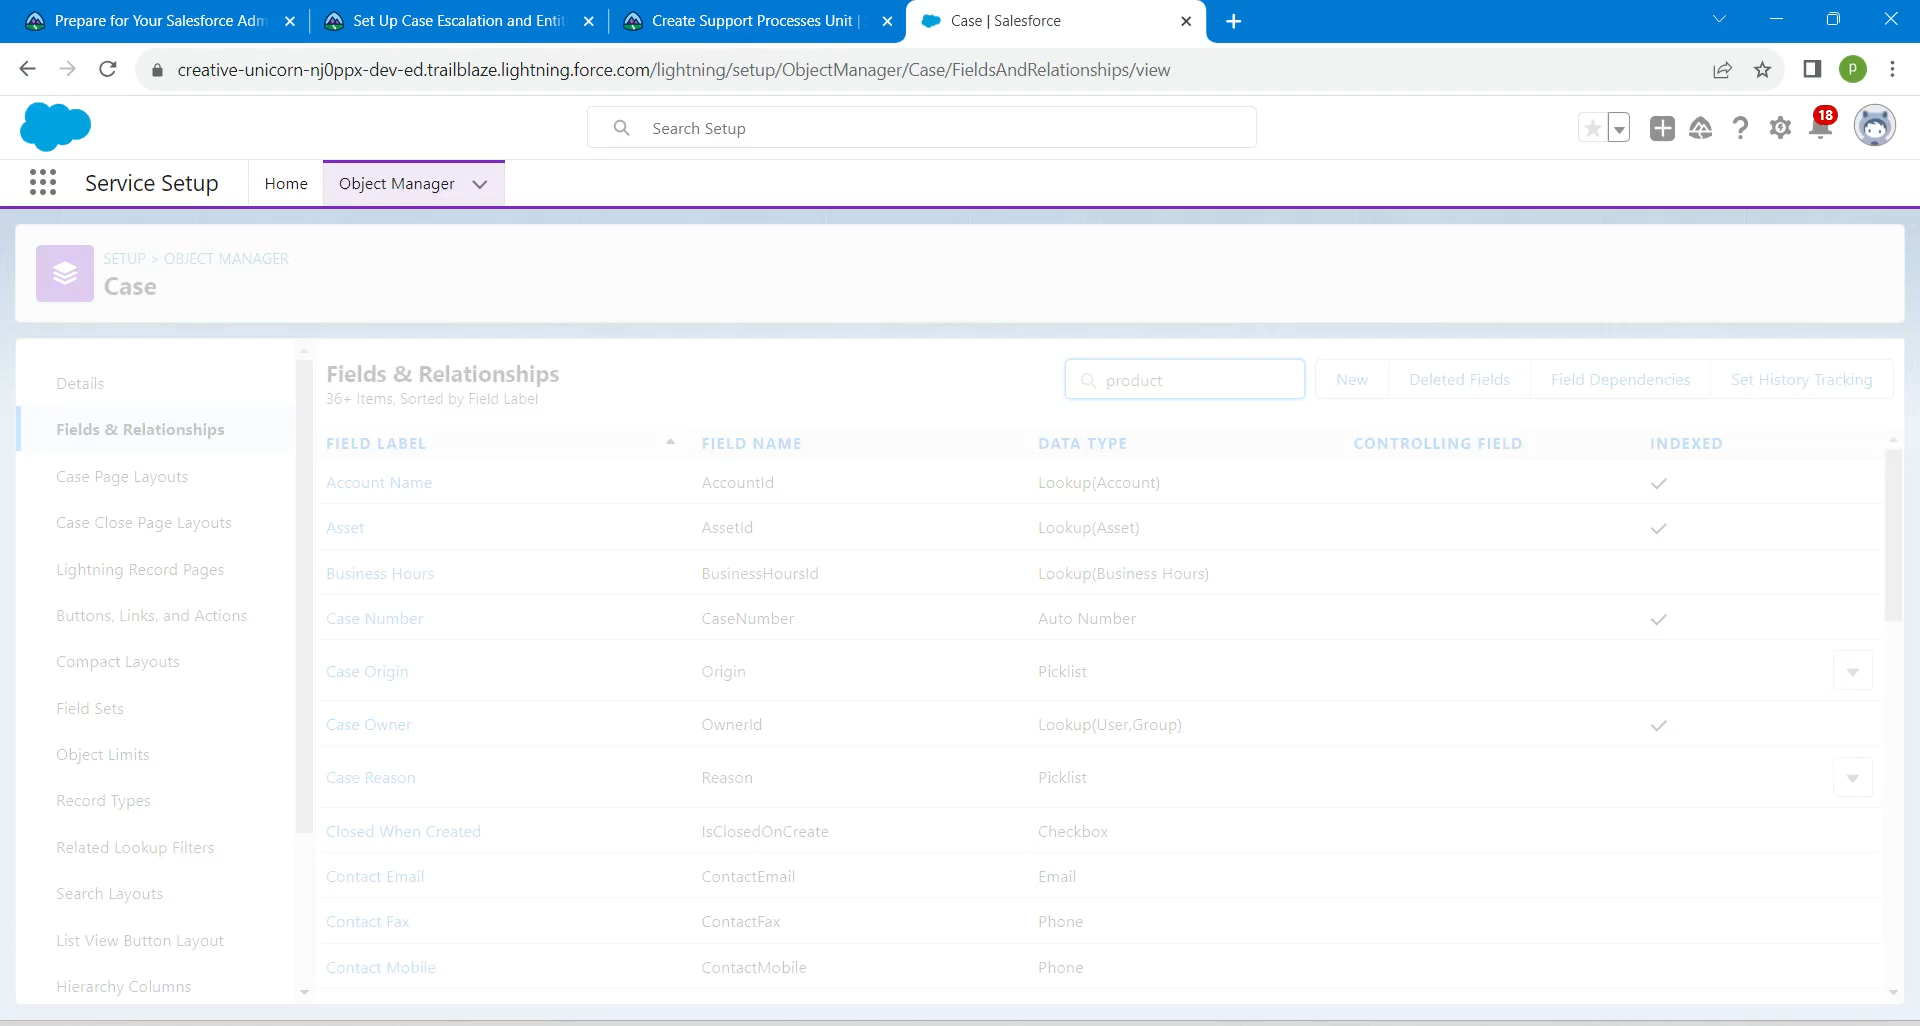 Prepare for Your Salesforce Adm
Set Up Case Escalation and Entit
Create Support Processes Unit |
Case | Salesforce
creative-unicorn-nj0ppx-dev-ed.trailblaze.lightning.force.com/lightning/setup/ObjectManager/Case/FieldsAndRelationships/view
p
Search Setup
18
Service Setup
Home
Object Manager
SETUP > OBJECT MANAGER
Case
Details
Fields & Relationships
Case Page Layouts
Case Close Page Layouts
Lightning Record Pages
Buttons, Links, and Actions
Compact Layouts
Field Sets
Object Limits
Record Types
Related Lookup Filters
Search Layouts
List View Button Layout
Hierarchy Columns
Fields & Relationships
36+ Items, Sorted by Field Label
product
New
Deleted Fields
Field Dependencies
Set History Tracking
FIELD LABEL FIELD NAME DATA TYPE CONTROLLING FIELD INDEXED
Account Name AccountId Lookup(Account)
Asset AssetId Lookup(Asset)
Business Hours BusinessHoursId Lookup(Business Hours)
Case Number CaseNumber Auto Number
Case Origin Origin Picklist
Case Owner OwnerId Lookup(User,Group)
Case Reason Reason Picklist
Closed When Created IsClosedOnCreate Checkbox
Contact Email ContactEmail Email
Contact Fax ContactFax Phone
Contact Mobile ContactMobile Phone